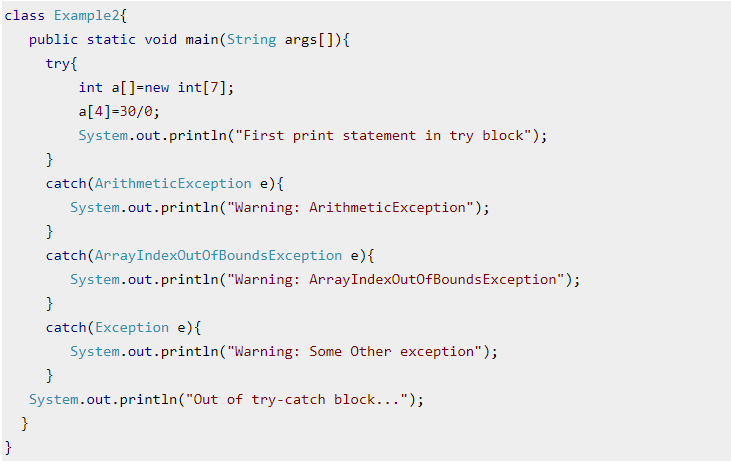 class Example2{
   public static void main(String args[]){
     try{
         int a[]=new int[7];
         a[4]=30/0;
         System.out.println("First print statement in try block");
     }
     catch(ArithmeticException e){
        System.out.println("Warning: ArithmeticException");
     }
     catch(ArrayIndexOutOfBoundsException e){
        System.out.println("Warning: ArrayIndexOutOfBoundsException");
     }
     catch(Exception e){
        System.out.println("Warning: Some Other exception");
     }
   System.out.println("Out of try-catch block...");
  }
}